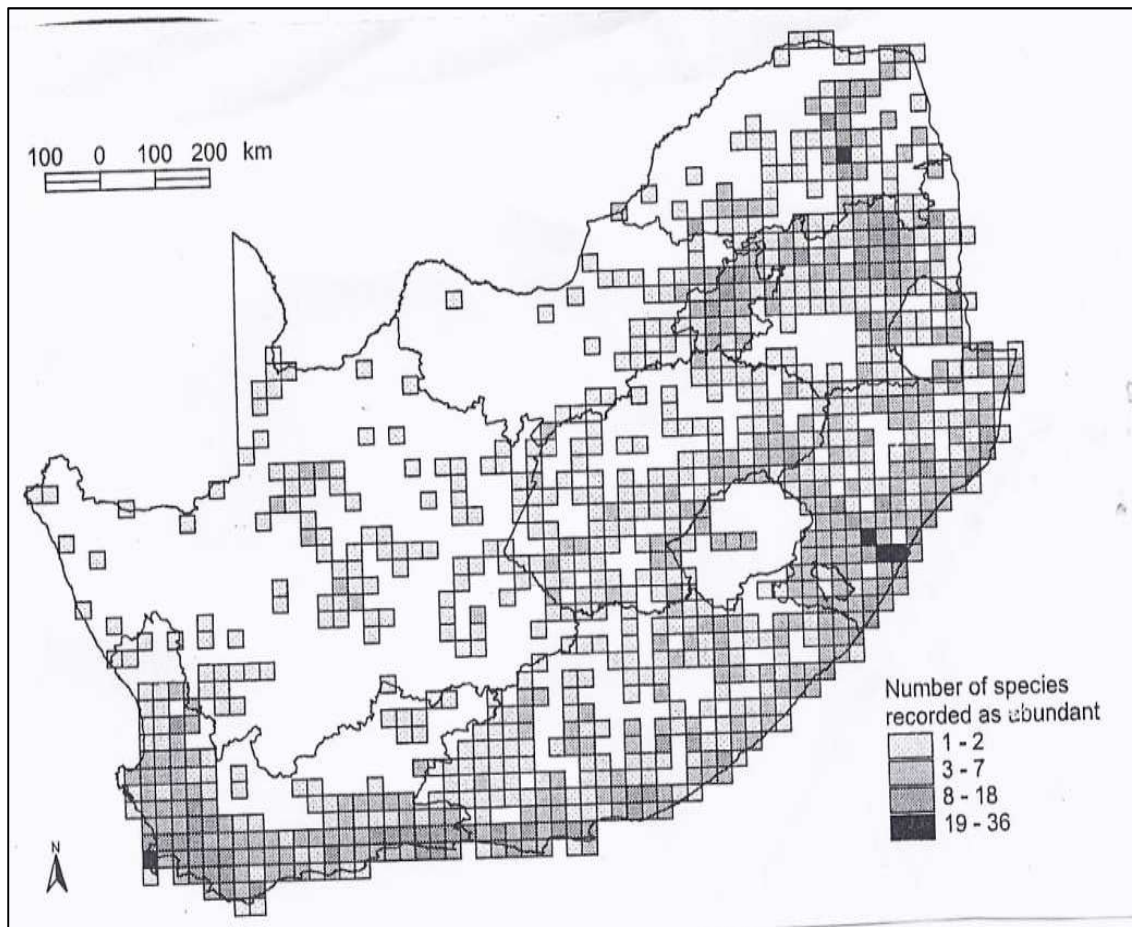 100 0 100 200 km
Number of species
recorded as abundant
1 - 2
3 - 7
8 - 18
19 - 36
N